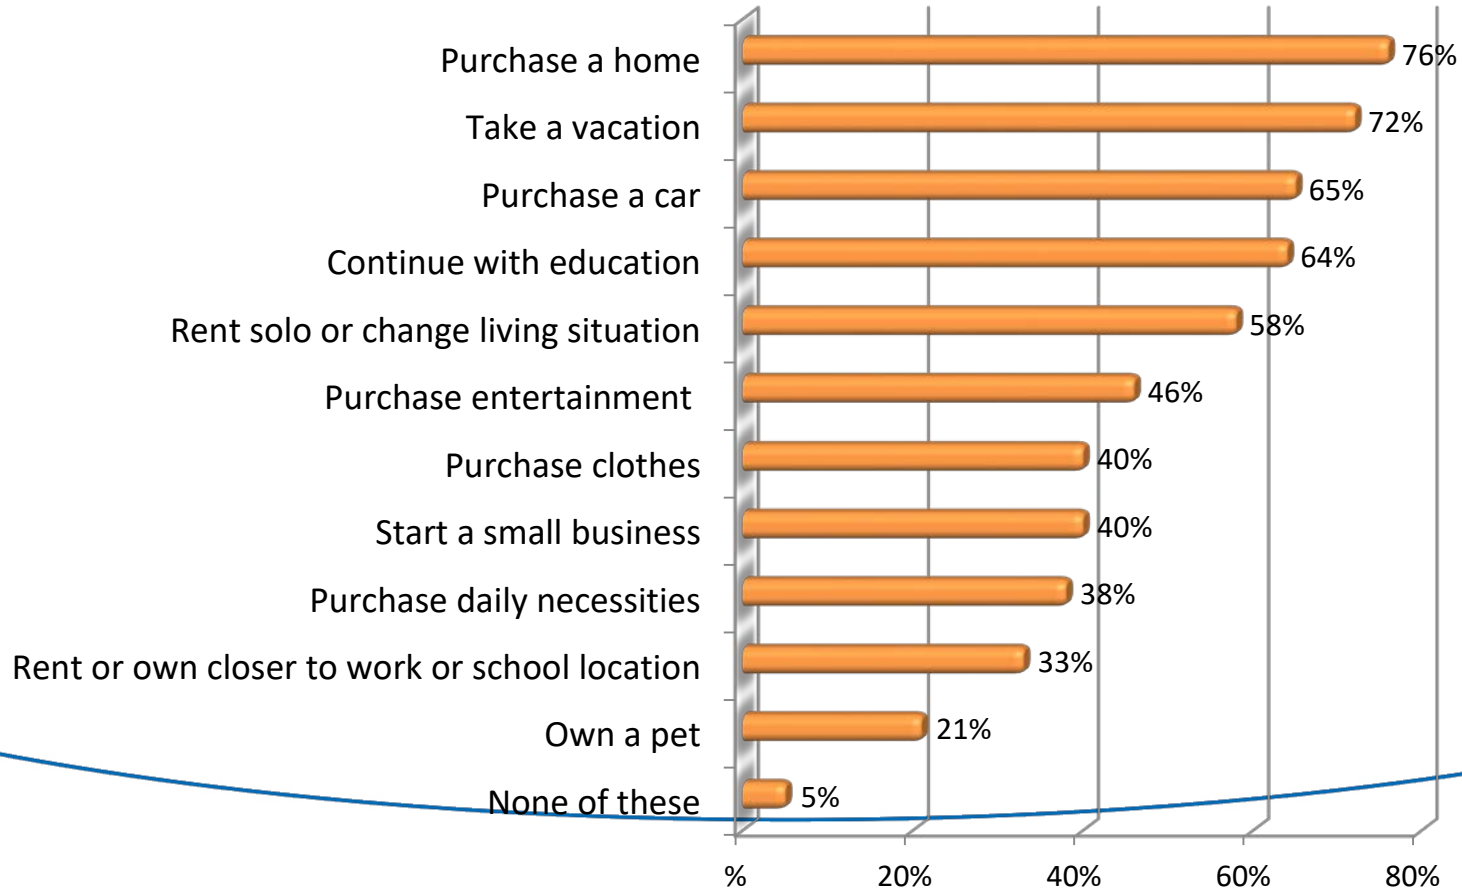 Purchase a home 76%
Take a vacation 72%
Purchase a car 65%
Continue with education 64%
Rent solo or change living situation 58%
Purchase entertainment 46%
Purchase clothes 40%
Start a small business 40%
Purchase daily necessities 38%
Rent or own closer to work or school location 33%
Own a pet 21%
None of these 5%
% 20% 40% 60% 80%